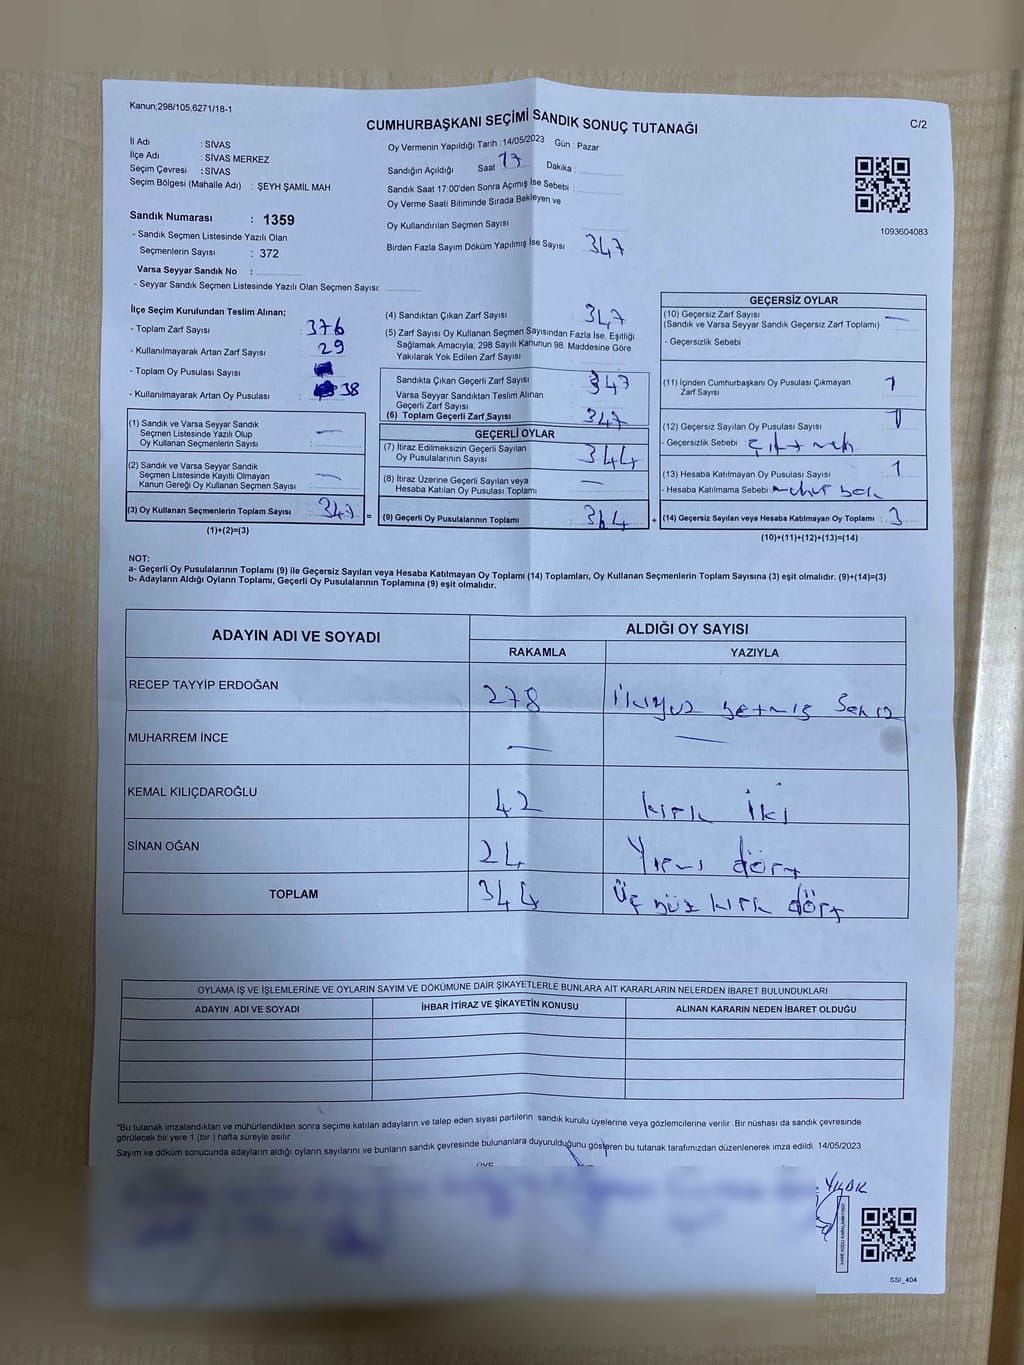 Kanun;298/105,6271/18-1
CUMHURBAŞKANI SEÇİMİ SANDIK SONUÇ TUTANAĞI
C/2
İl Adı : SİVAS
İlçe Adı : SİVAS MERKEZ
Seçim Çevresi : SİVAS
Seçim Bölgesi (Mahalle Adı) : ŞEYH ŞAMİL MAH.
Oy Vermenin Yapıldığı Tarih : 14/05/2023 Gün : Pazar
Sandığın Açıldığı Saat 17 Dakika :
Sandık Saat 17:00'den Sonra Açımış İse Sebebi :
Oy Verme Saati Bitiminde Sırada Bekleyen ve
Oy Kullandırılan Seçmen Sayısı
Birden Fazla Sayım Döküm Yapılmış İse Sayısı 347
1093604083
Sandık Numarası : 1359
- Sandık Seçmen Listesinde Yazılı Olan
Seçmenlerin Sayısı : 372
Varsa Seyyar Sandık No :
- Seyyar Sandık Seçmen Listesinde Yazılı Olan Seçmen Sayısı:
İlçe Seçim Kurulundan Teslim Alınan;
- Toplam Zarf Sayısı : 376
- Kullanılmayarak Artan Zarf Sayısı : 29
- Toplam Oy Pusulası Sayısı :
- Kullanılmayarak Artan Oy Pusulası : 38
(1) Sandık ve Varsa Seyyar Sandık
Seçmen Listesinde Yazılı Olup
Oy Kullanan Seçmenlerin Sayısı : —
(2) Sandık ve Varsa Seyyar Sandık
Seçmen Listesinde Kayıtlı Olmayan
Kanun Gereği Oy Kullanan Seçmen Sayısı : —
(3) Oy Kullanan Seçmenlerin Toplam Sayısı : 347 =
(1)+(2)=(3)
(4) Sandıktan Çıkan Zarf Sayısı 347
(5) Zarf Sayısı Oy Kullanan Seçmen Sayısından Fazla İse, Eşitliği
Sağlamak Amacıyla; 298 Sayılı Kanunun 98. Maddesine Göre
Yakılarak Yok Edilen Zarf Sayısı
Sandıkta Çıkan Geçerli Zarf Sayısı : 347
Varsa Seyyar Sandıktan Teslim Alınan
Geçerli Zarf Sayısı
(6) Toplam Geçerli Zarf Sayısı : 347
GEÇERLİ OYLAR
(7) İtiraz Edilmeksizin Geçerli Sayılan
Oy Pusulalarının Sayısı : 344
(8) İtiraz Üzerine Geçerli Sayılan veya
Hesaba Katılan Oy Pusulası Toplamı : —
(9) Geçerli Oy Pusulalarının Toplamı : 344 +
GEÇERSİZ OYLAR
(10) Geçersiz Zarf Sayısı : —
(Sandık ve Varsa Seyyar Sandık Geçersiz Zarf Toplamı)
- Geçersizlik Sebebi :
(11) İçinden Cumhurbaşkanı Oy Pusulası Çıkmayan
Zarf Sayısı 1
(12) Geçersiz Sayılan Oy Pusulası Sayısı : 1
- Geçersizlik Sebebi
(13) Hesaba Katılmayan Oy Pusulası Sayısı : 1
- Hesaba Katılmama Sebebi
(14) Geçersiz Sayılan veya Hesaba Katılmayan Oy Toplamı : 3
(10)+(11)+(12)+(13)=(14)
NOT:
a- Geçerli Oy Pusulalarının Toplamı (9) ile Geçersiz Sayılan veya Hesaba Katılmayan Oy Toplamı (14) Toplamları, Oy Kullanan Seçmenlerin Toplam Sayısına (3) eşit olmalıdır. (9)+(14)=(3)
b- Adayların Aldığı Oyların Toplamı, Geçerli Oy Pusulalarının Toplamına (9) eşit olmalıdır.
ADAYIN ADI VE SOYADI ALDIĞI OY SAYISI
RAKAMLA YAZIYLA
RECEP TAYYİP ERDOĞAN 278 İkiyüz yetmiş Sekiz
MUHARREM İNCE — —
KEMAL KILIÇDAROĞLU 42 kırk iki
SİNAN OĞAN 24 Yirmi dört
TOPLAM 344 Üç yüz kırk dört
OYLAMA İŞ VE İŞLEMLERİNE VE OYLARIN SAYIM VE DÖKÜMÜNE DAİR ŞİKAYETLERLE BUNLARA AİT KARARLARIN NELERDEN İBARET BULUNDUKLARI
ADAYIN ADI VE SOYADI İHBAR İTİRAZ VE ŞİKAYETİN KONUSU ALINAN KARARIN NEDEN İBARET OLDUĞU
*Bu tutanak imzalandıktan ve mühürlendikten sonra seçime katılan adayların ve talep eden siyasi partilerin sandık kurulu üyelerine veya gözlemcilerine verilir. Bir nüshası da sandık çevresinde
görülecek bir yere 1 (bir ) hafta süreyle asılır.
Sayım ve döküm sonucunda adayların aldığı oyların sayılarını ve bunların sandık çevresinde bulunanlara duyurulduğunu gösteren bu tutanak tarafımızdan düzenlenerek imza edildi. 14/05/2023
ÜYE
SSI_404